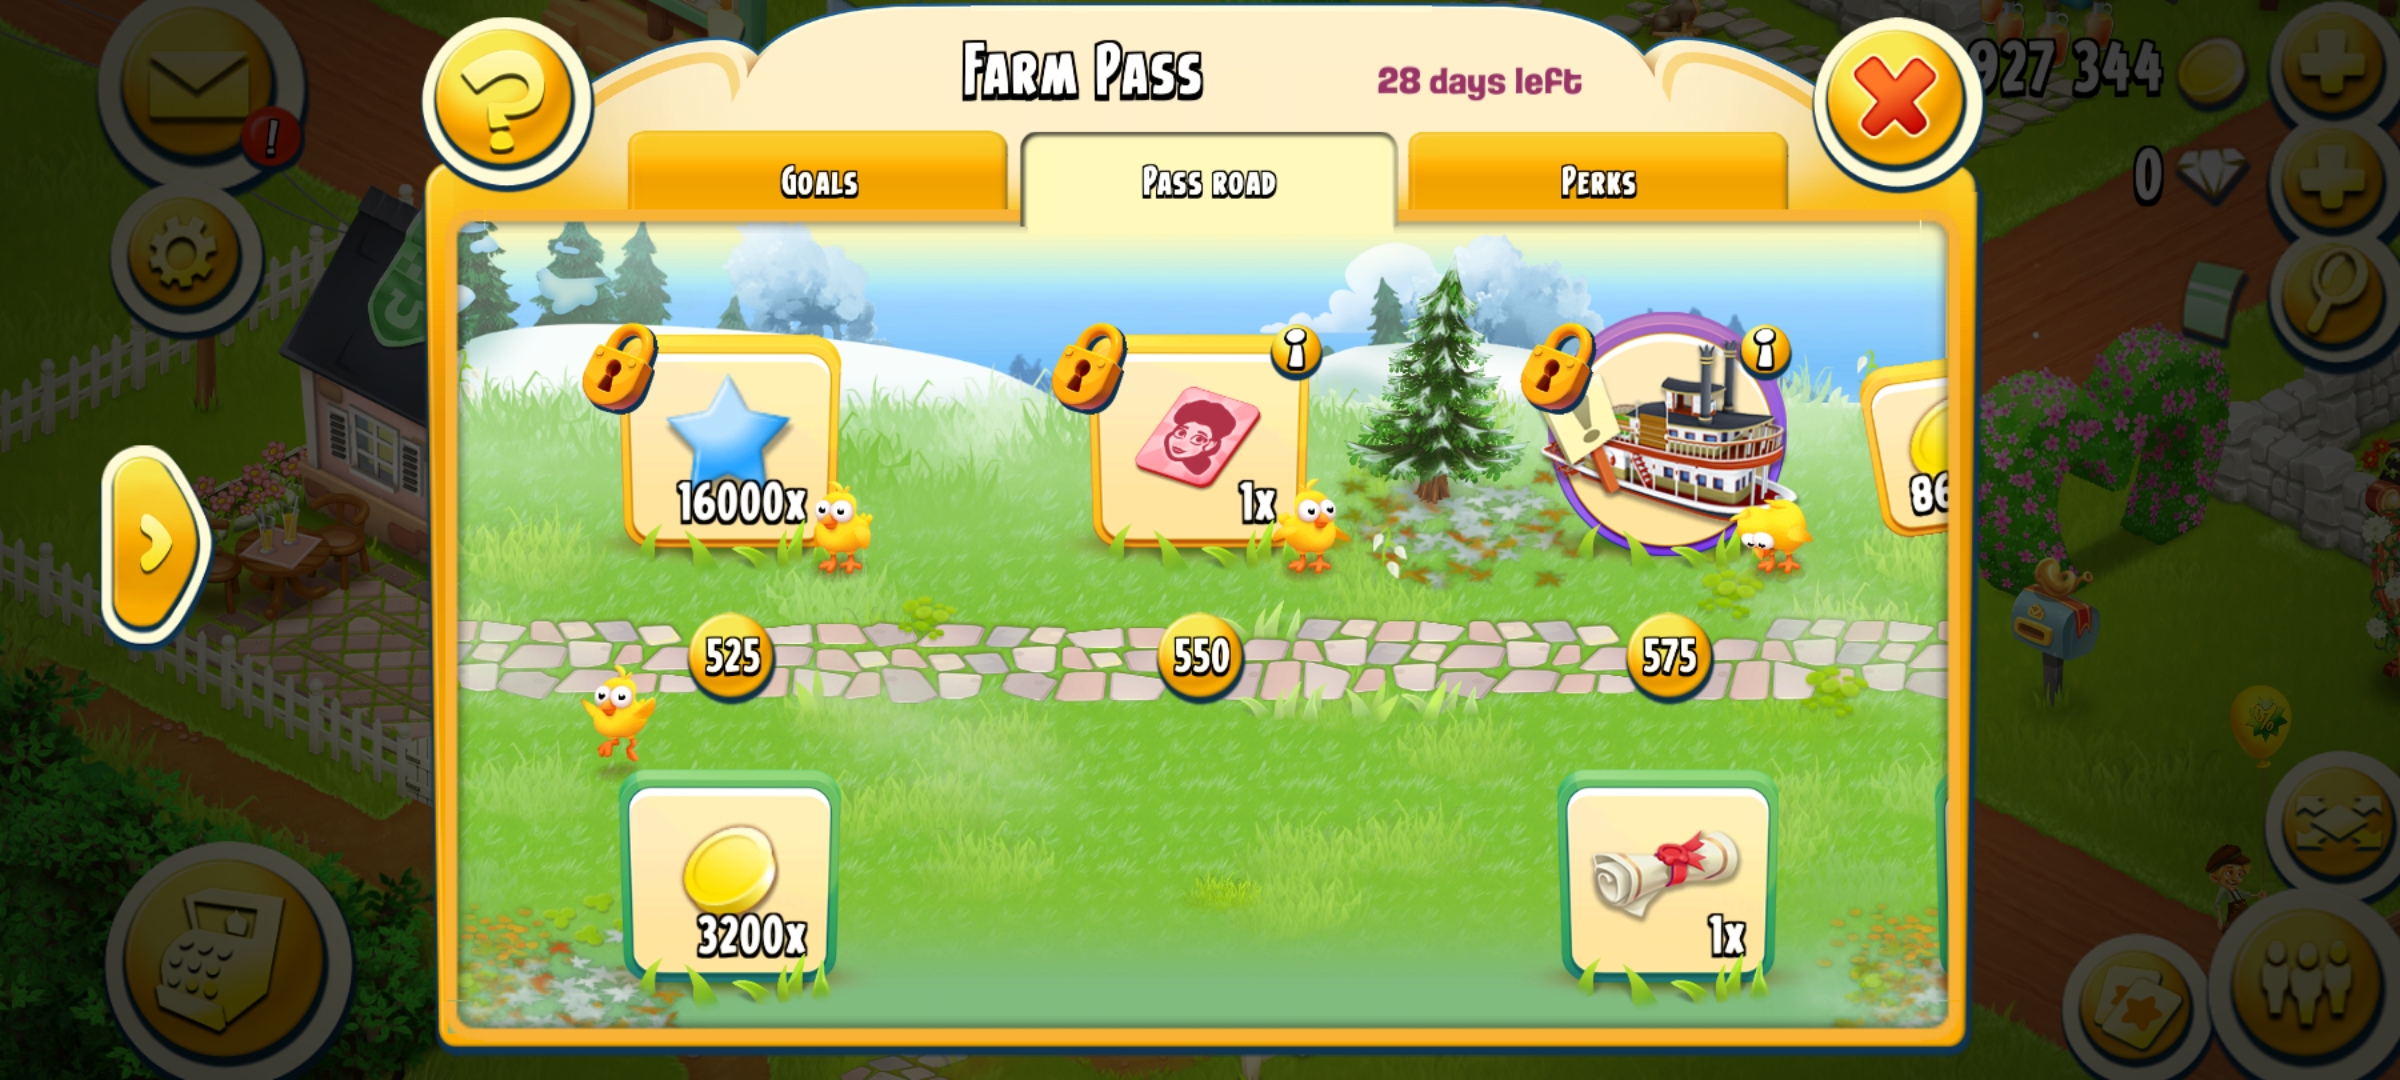 FARM PASS
28 days left
927 344
0
GOALS
PASS ROAD
PERKS
16000x
1x
86
525
550
575
3200x
1x